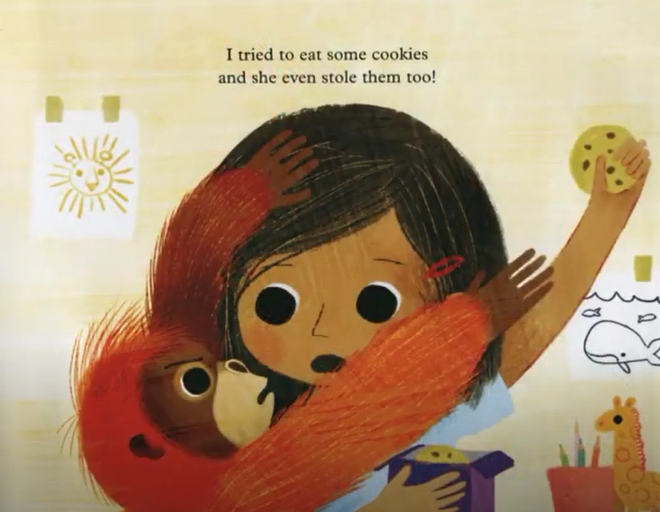 I tried to eat some cookies
and she even stole them too!